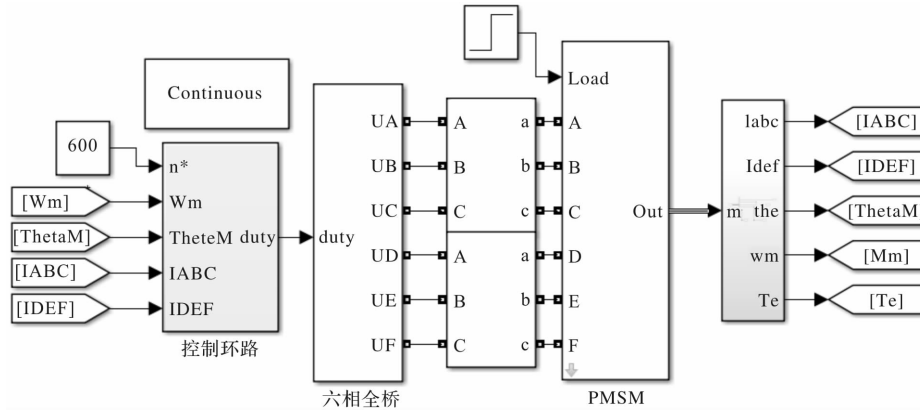 Continuous
600
n*
[Wm]
Wm
[ThetaM]
TheteM
duty
[IABC]
IABC
[IDEF]
IDEF
控制环路
duty
UA
UB
UC
UD
UE
UF
六相全桥
A
a
B
b
C
c
A
a
B
b
C
c
Load
A
B
C
D
E
F
Out
PMSM
m
labc
Idef
the
wm
Te
[IABC]
[IDEF]
[ThetaM]
[Mm]
[Te]